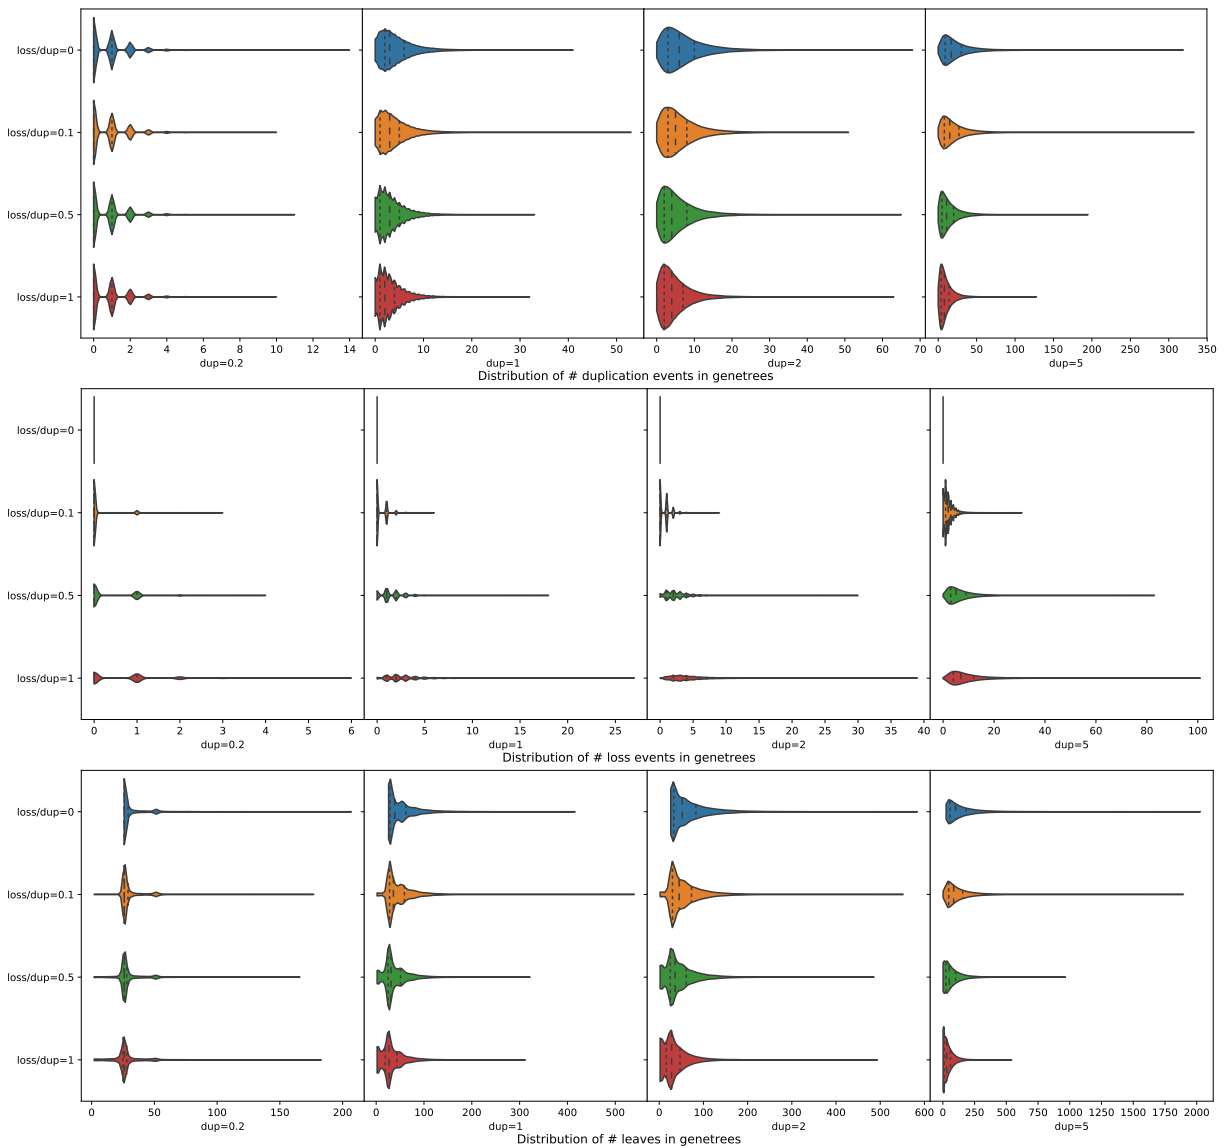 loss/dup=0
loss/dup=0.1
loss/dup=0.5
loss/dup=1
0 2 4 6 8 10 12 14 0 10 20 30 40 50 0 10 20 30 40 50 60 70 0 50 100 150 200 250 300 350
dup=0.2 dup=1 dup=2 dup=5
Distribution of # duplication events in genetrees
loss/dup=0
loss/dup=0.1
loss/dup=0.5
loss/dup=1
0 1 2 3 4 5 6 0 5 10 15 20 25 0 5 10 15 20 25 30 35 40 0 20 40 60 80 100
dup=0.2 dup=1 dup=2 dup=5
Distribution of # loss events in genetrees
loss/dup=0
loss/dup=0.1
loss/dup=0.5
loss/dup=1
0 50 100 150 200 0 100 200 300 400 500 0 100 200 300 400 500 600 0 250 500 750 1000 1250 1500 1750 2000
dup=0.2 dup=1 dup=2 dup=5
Distribution of # leaves in genetrees